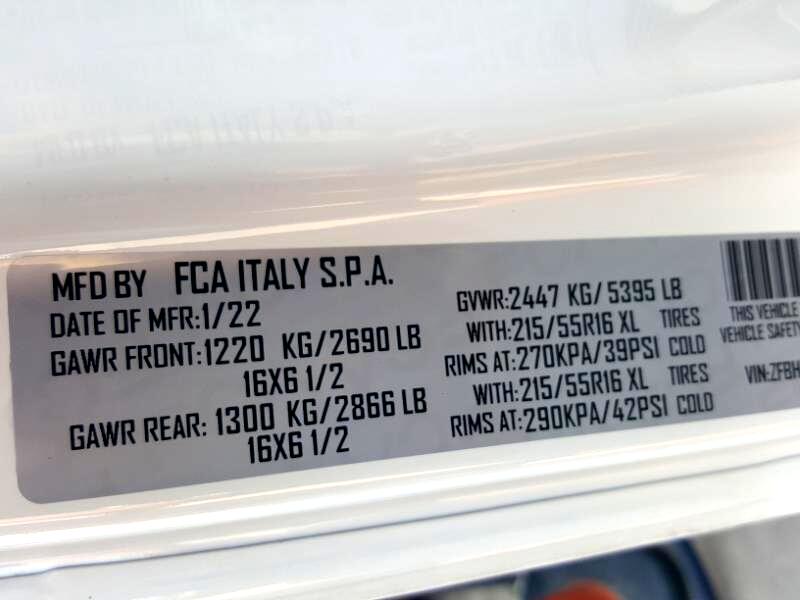 MFD BY FCA ITALY S.P.A.
DATE OF MFR:1/22
GAWR FRONT:1220 KG/2690 LB
16X6 1/2
GAWR REAR: 1300 KG/2866 LB
16X6 1/2
GVWR:2447 KG/ 5395 LB
WITH:215/55R16 XL TIRES
RIMS AT:270KPA/39PSI COLD
WITH:215/55R16 XL TIRES
RIMS AT:290KPA/42PSI COLD
THIS VEHICLE
VEHICLE SAFETY
VIN:ZFBH